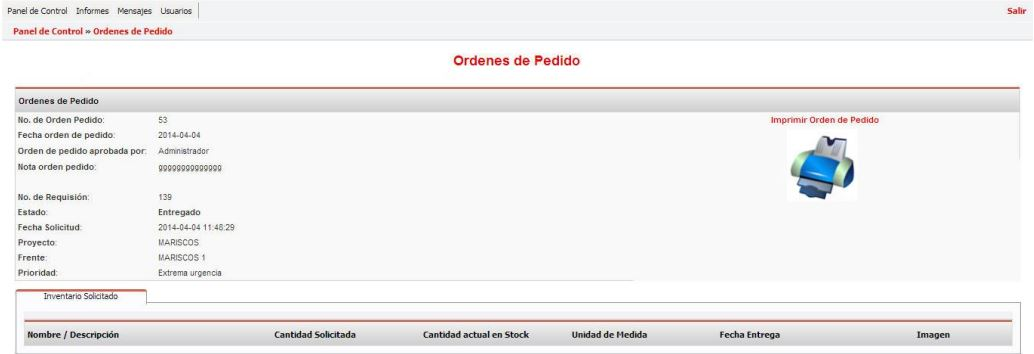 Panel de Control Informes Mensajes Usuarios Salir
Panel de Control » Ordenes de Pedido
Ordenes de Pedido
Ordenes de Pedido
No. de Orden Pedido: 53 Imprimir Orden de Pedido
Fecha orden de pedido: 2014-04-04
Orden de pedido aprobada por: Administrador
Nota orden pedido: gggggggggggggg
No. de Requisión: 139
Estado: Entregado
Fecha Solicitud: 2014-04-04 11:48:29
Proyecto: MARISCOS
Frente: MARISCOS 1
Prioridad: Extrema urgencia
Inventario Solicitado
Nombre / Descripción Cantidad Solicitada Cantidad actual en Stock Unidad de Medida Fecha Entrega Imagen